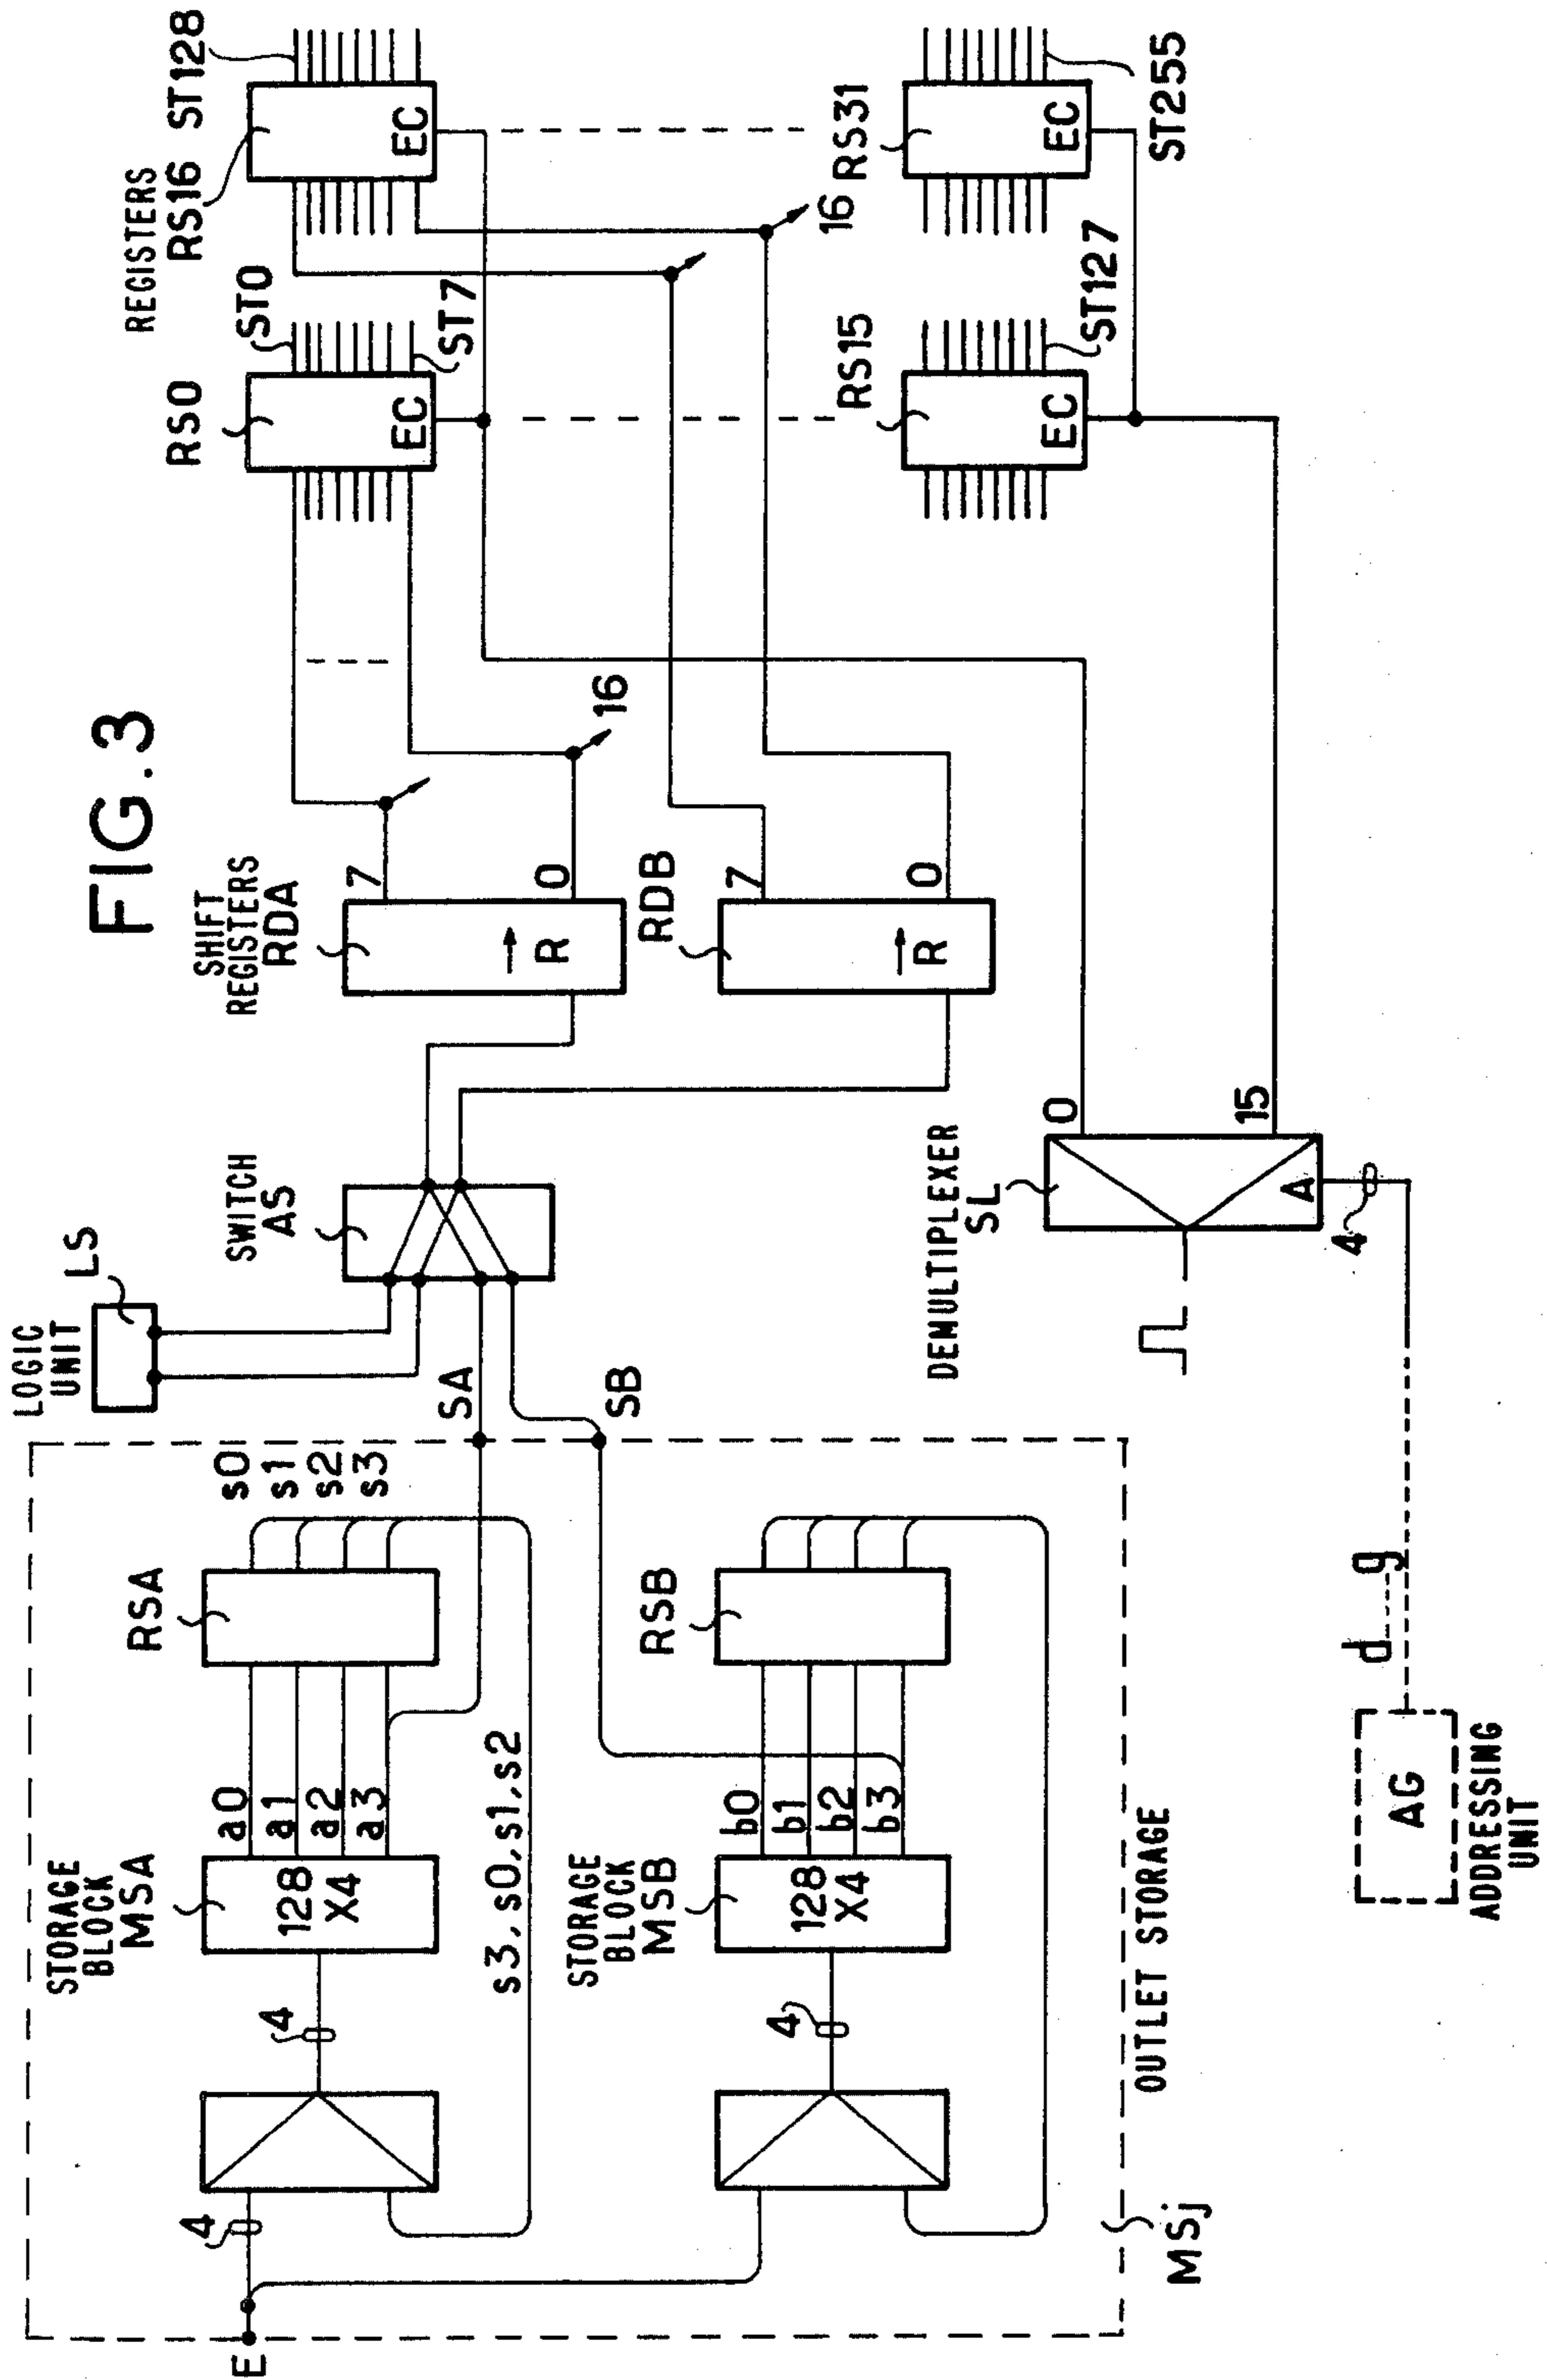 FIG.3
E
4
4
STORAGE
BLOCK
MSA
128
X4
a0
a1
a2
a3
RSA
s0
s1
s2
s3
s3,s0,s1,s2
SA
4
STORAGE
BLOCK
MSB
128
X4
b0
b1
b2
b3
RSB
SB
OUTLET STORAGE
MSj
LOGIC
UNIT
LS
SWITCH
AS
SHIFT
REGISTERS
RDA
R
7
0
16
RDB
R
7
0
16
DEMULTIPLEXER
SL
0
15
A
4
d
g
AG
ADDRESSING
UNIT
REGISTERS
RS0
EC
ST0
ST7
RS16
EC
ST128
RS15
EC
ST127
RS31
EC
ST255